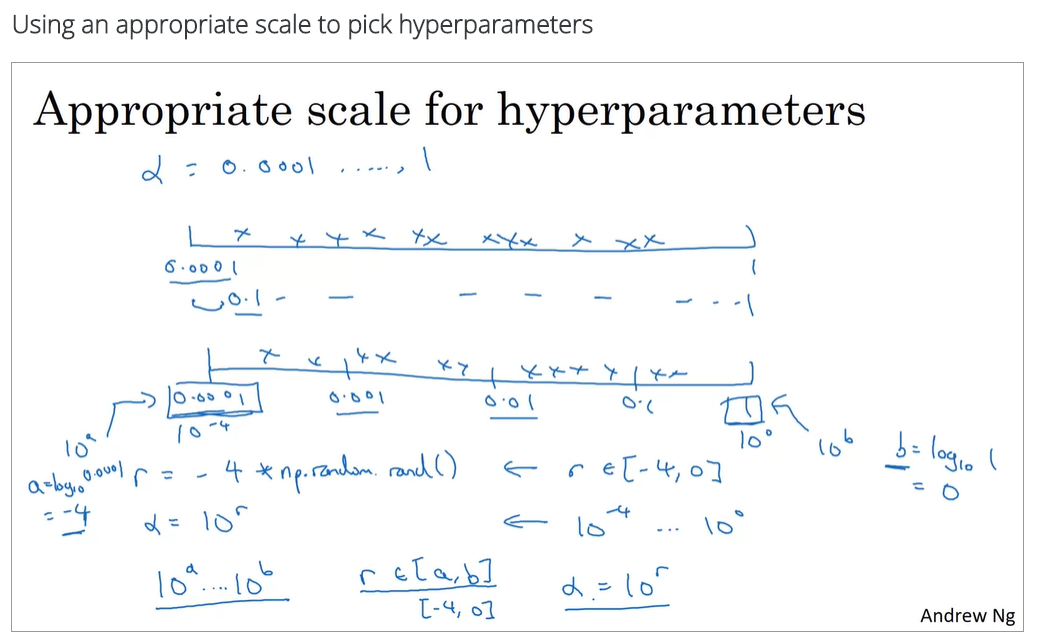 Using an appropriate scale to pick hyperparameters
Appropriate scale for hyperparameters
α = 0.0001 ....., 1
0.0001 1
0.1 - - - - - - . . - 1
0.0001 0.001 0.01 0.1 1
10^-4 10^0
10^a 10^b b = log₁₀ 1
a = log₁₀ 0.0001 = 0
= -4
r = - 4 * np.random.rand() ← r ∈ [-4, 0]
α = 10^r ← 10^-4 ... 10^0
10^a .... 10^b r ∈ [a, b] α = 10^r
[-4, 0]
Andrew Ng